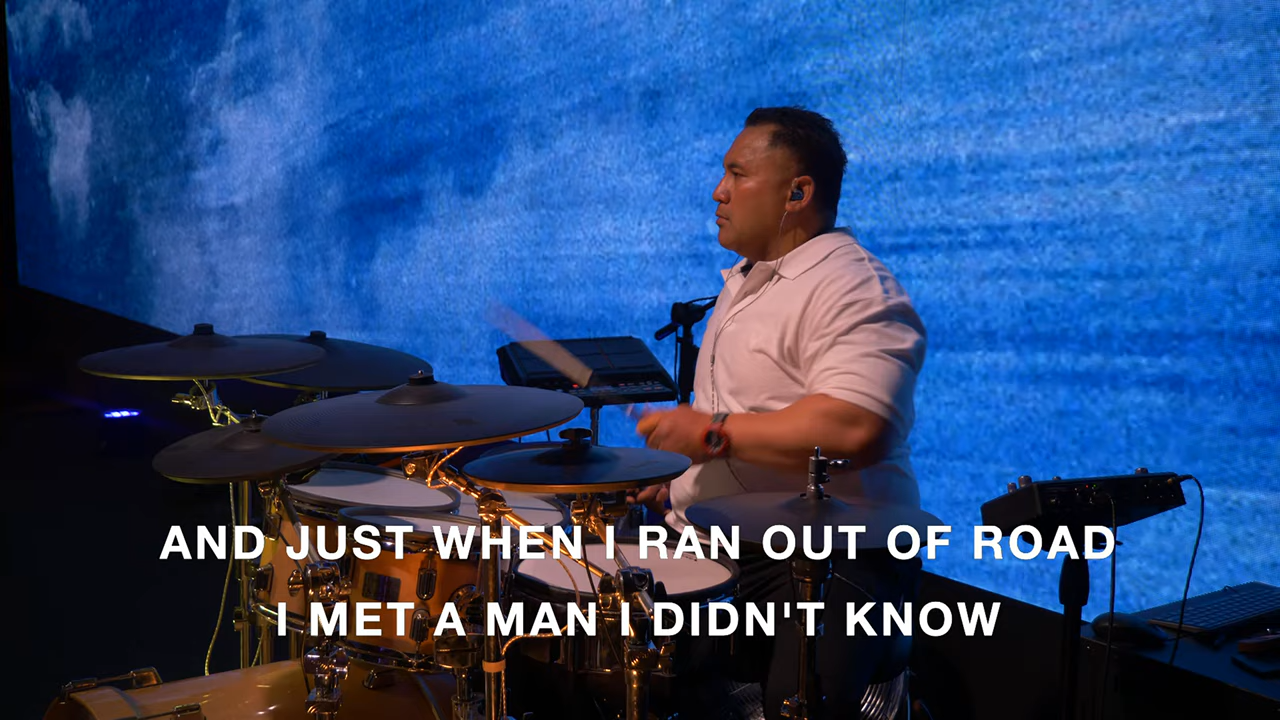 AND JUST WHEN I RAN OUT OF ROAD
I MET A MAN I DIDN'T KNOW